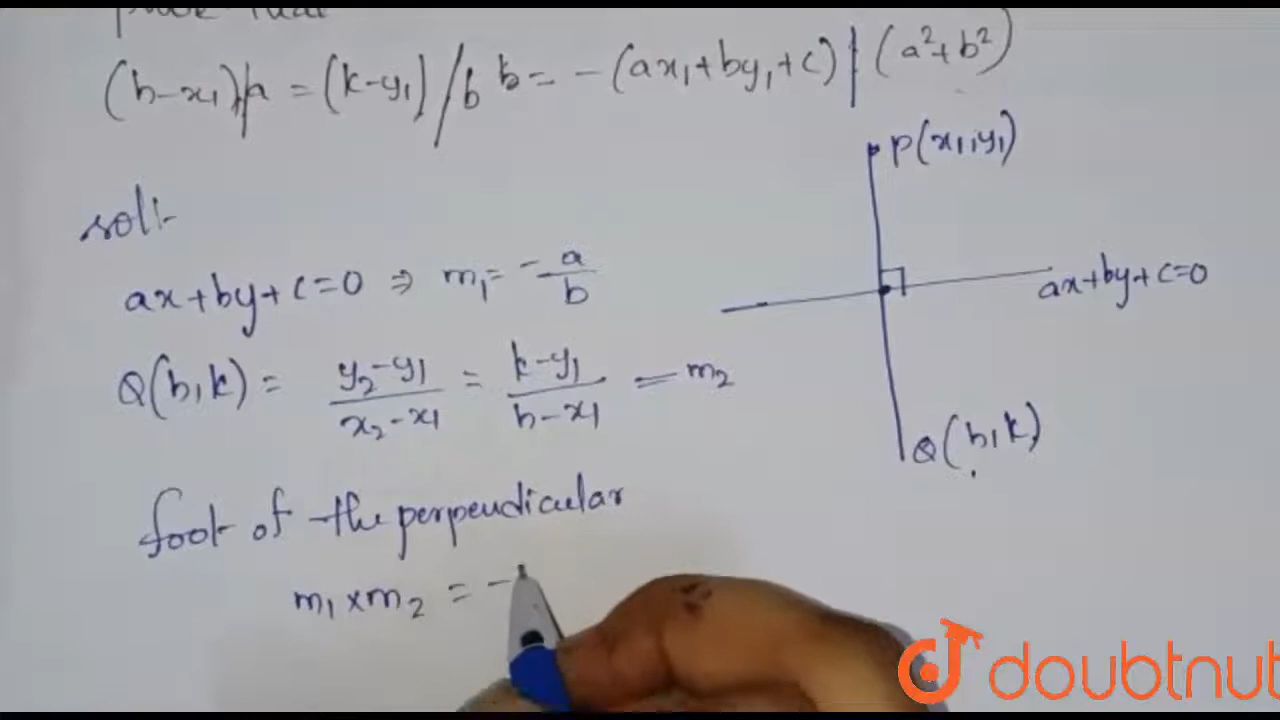 (h-x₁)/a = (k-y₁)/b b = -(ax₁+by₁+c)/(a²+b²)
P(x₁,y₁)
sol:-
ax+by+c=0 ⇒ m₁= -a/b
ax+by+c=0
Q(h,k) = y₂-y₁/x₂-x₁ = k-y₁/h-x₁ = m₂
Q(h,k)
foot of the perpendicular
m₁×m₂ = -
doubtnut